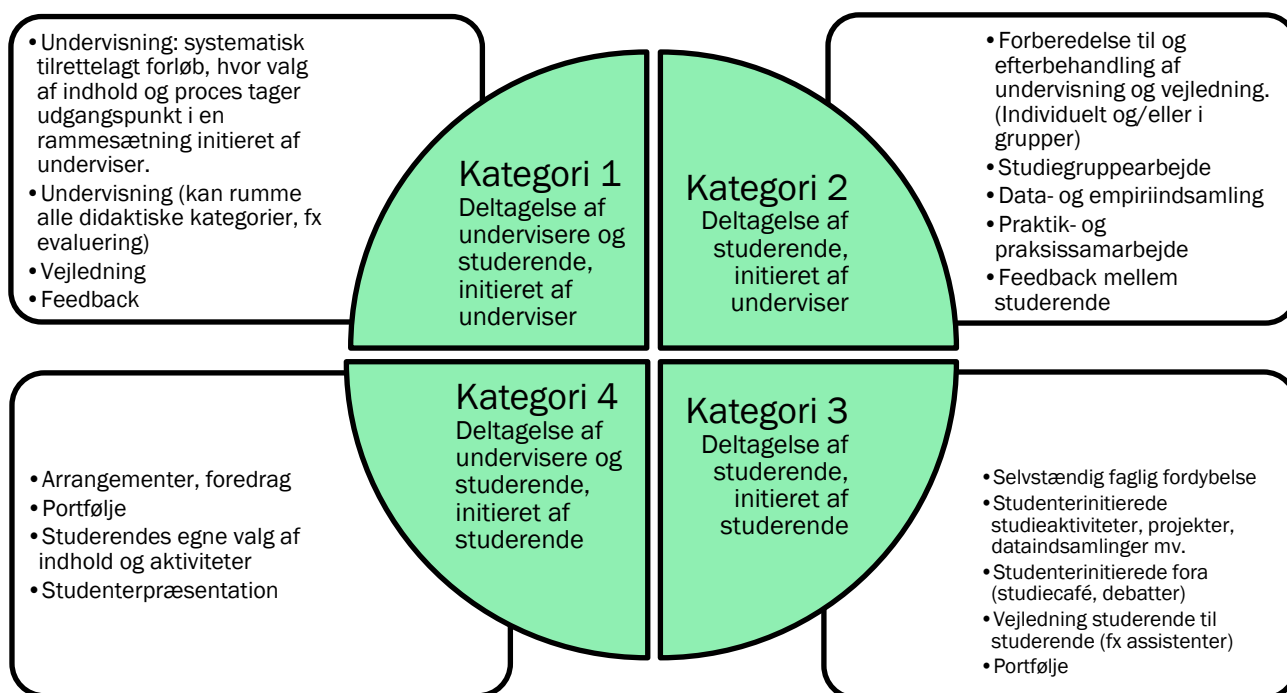 •Undervisning: systematisk
tilrettelagt forløb, hvor valg
af indhold og proces tager
udgangspunkt i en
rammesætning initieret af
underviser.
•Undervisning (kan rumme
alle didaktiske kategorier, fx
evaluering)
•Vejledning
•Feedback
Kategori 1
Deltagelse af
undervisere og
studerende,
initieret af
underviser
Kategori 2
Deltagelse af
studerende,
initieret af
underviser
•Forberedelse til og
efterbehandling af
undervisning og vejledning.
(Individuelt og/eller i
grupper)
•Studiegruppearbejde
•Data- og empiriindsamling
•Praktik- og
praksissamarbejde
•Feedback mellem
studerende
•Arrangementer, foredrag
•Portfølje
•Studerendes egne valg af
indhold og aktiviteter
•Studenterpræsentation
Kategori 4
Deltagelse af
undervisere og
studerende,
initieret af
studerende
Kategori 3
Deltagelse af
studerende,
initieret af
studerende
•Selvstændig faglig fordybelse
•Studenterinitierede
studieaktiviteter, projekter,
dataindsamlinger mv.
•Studenterinitierede fora
(studiecafé, debatter)
•Vejledning studerende til
studerende (fx assistenter)
•Portfølje